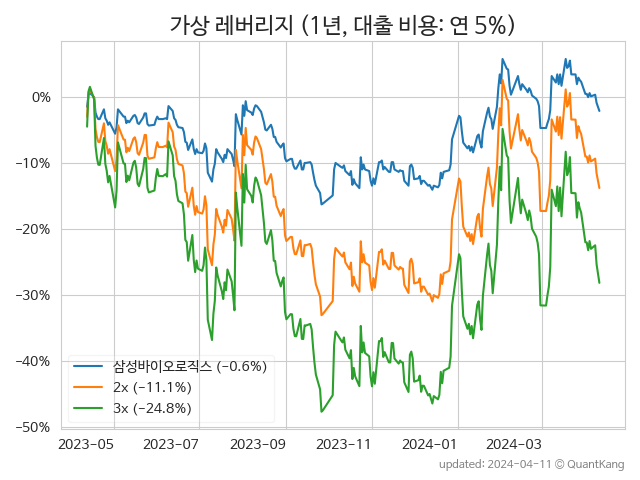 가상 레버리지 (1년, 대출 비용: 연 5%)
0%
−10%
−20%
−30%
−40%
−50%
삼성바이오로직스 (−0.6%)
2x (−11.1%)
3x (−24.8%)
2023-05 2023-07 2023-09 2023-11 2024-01 2024-03
updated: 2024-04-11 © QuantKang